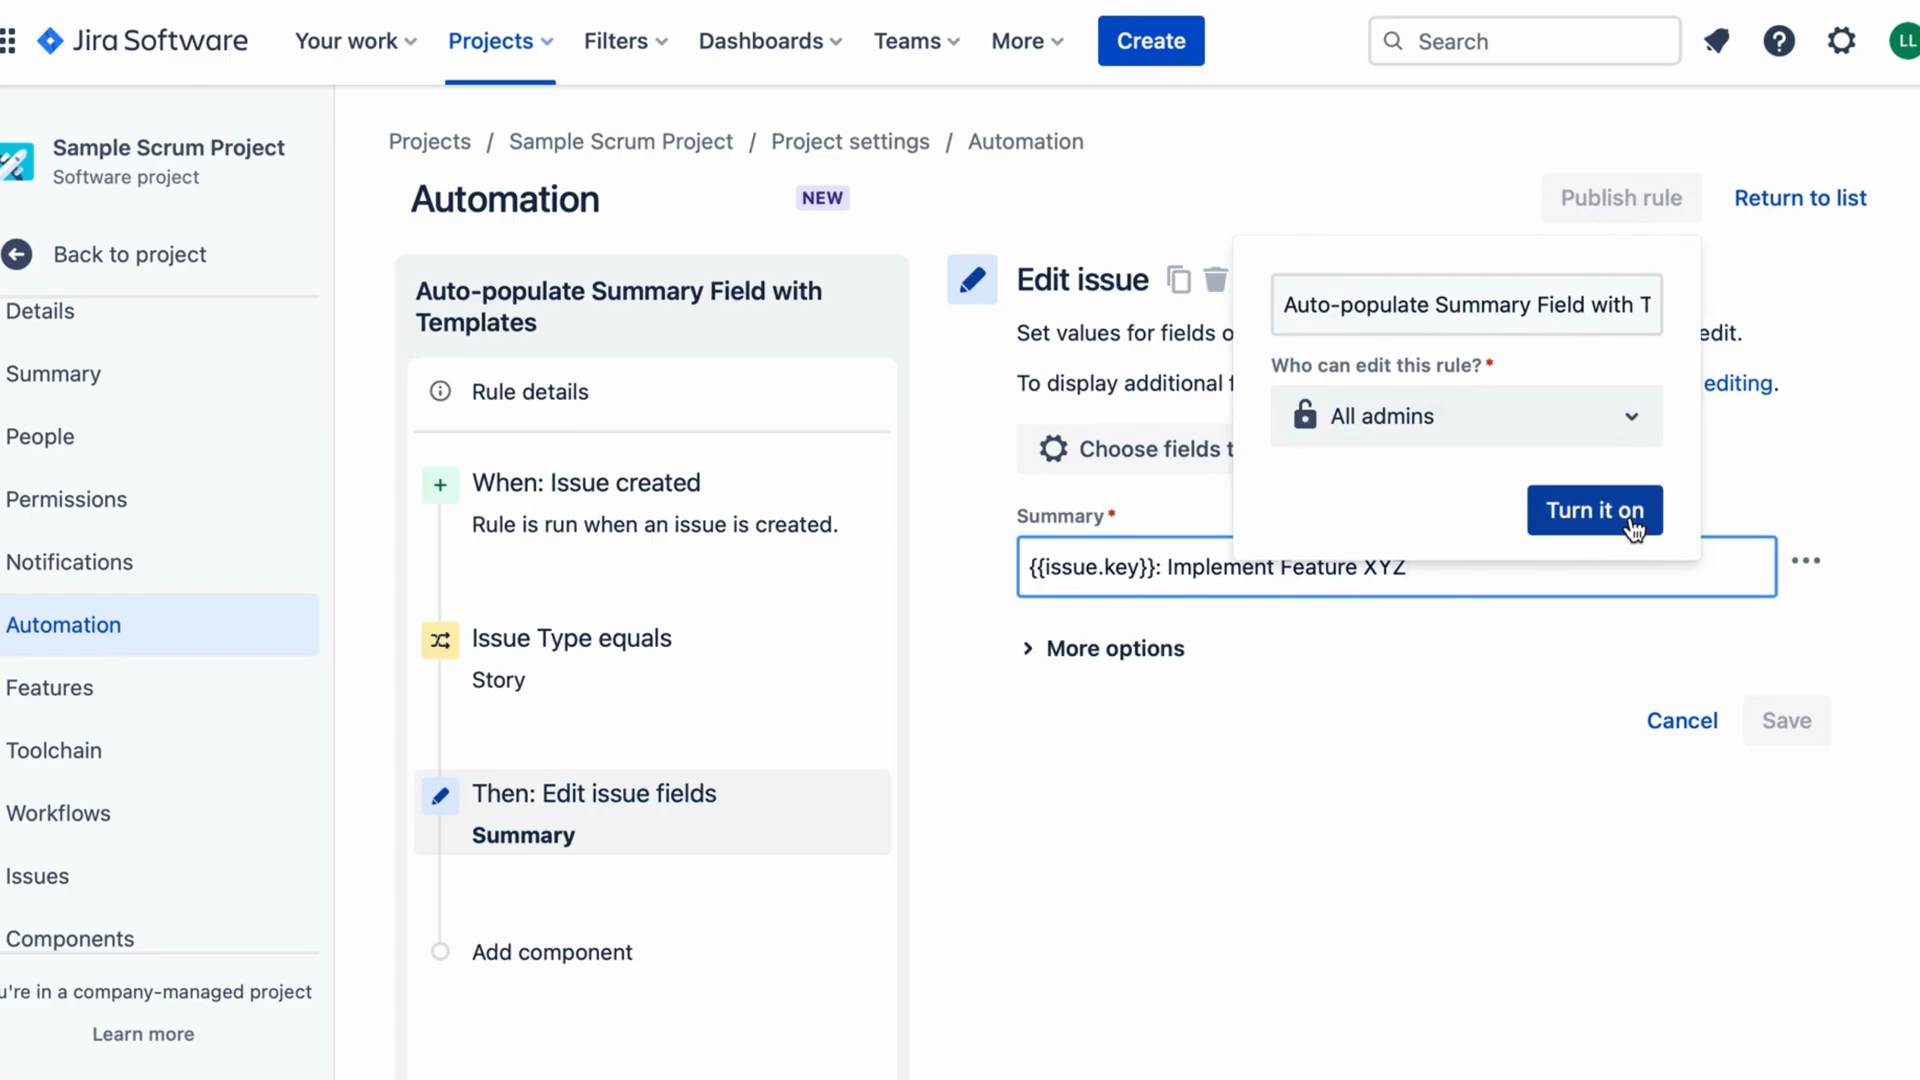 Jira Software
Your work
Projects
Filters
Dashboards
Teams
More
Create
Search
LL
Sample Scrum Project
Software project
Back to project
Details
Summary
People
Permissions
Notifications
Automation
Features
Toolchain
Workflows
Issues
Components
u're in a company-managed project
Learn more
Projects / Sample Scrum Project / Project settings / Automation
Automation
NEW
Publish rule
Return to list
Auto-populate Summary Field with
Templates
Rule details
When: Issue created
Rule is run when an issue is created.
Issue Type equals
Story
Then: Edit issue fields
Summary
Add component
Edit issue
Set values for fields o
edit.
To display additional f
editing.
Choose fields t
Summary*
{{issue.key}}: Implement Feature XYZ
More options
Cancel
Save
Auto-populate Summary Field with T
Who can edit this rule?*
All admins
Turn it on